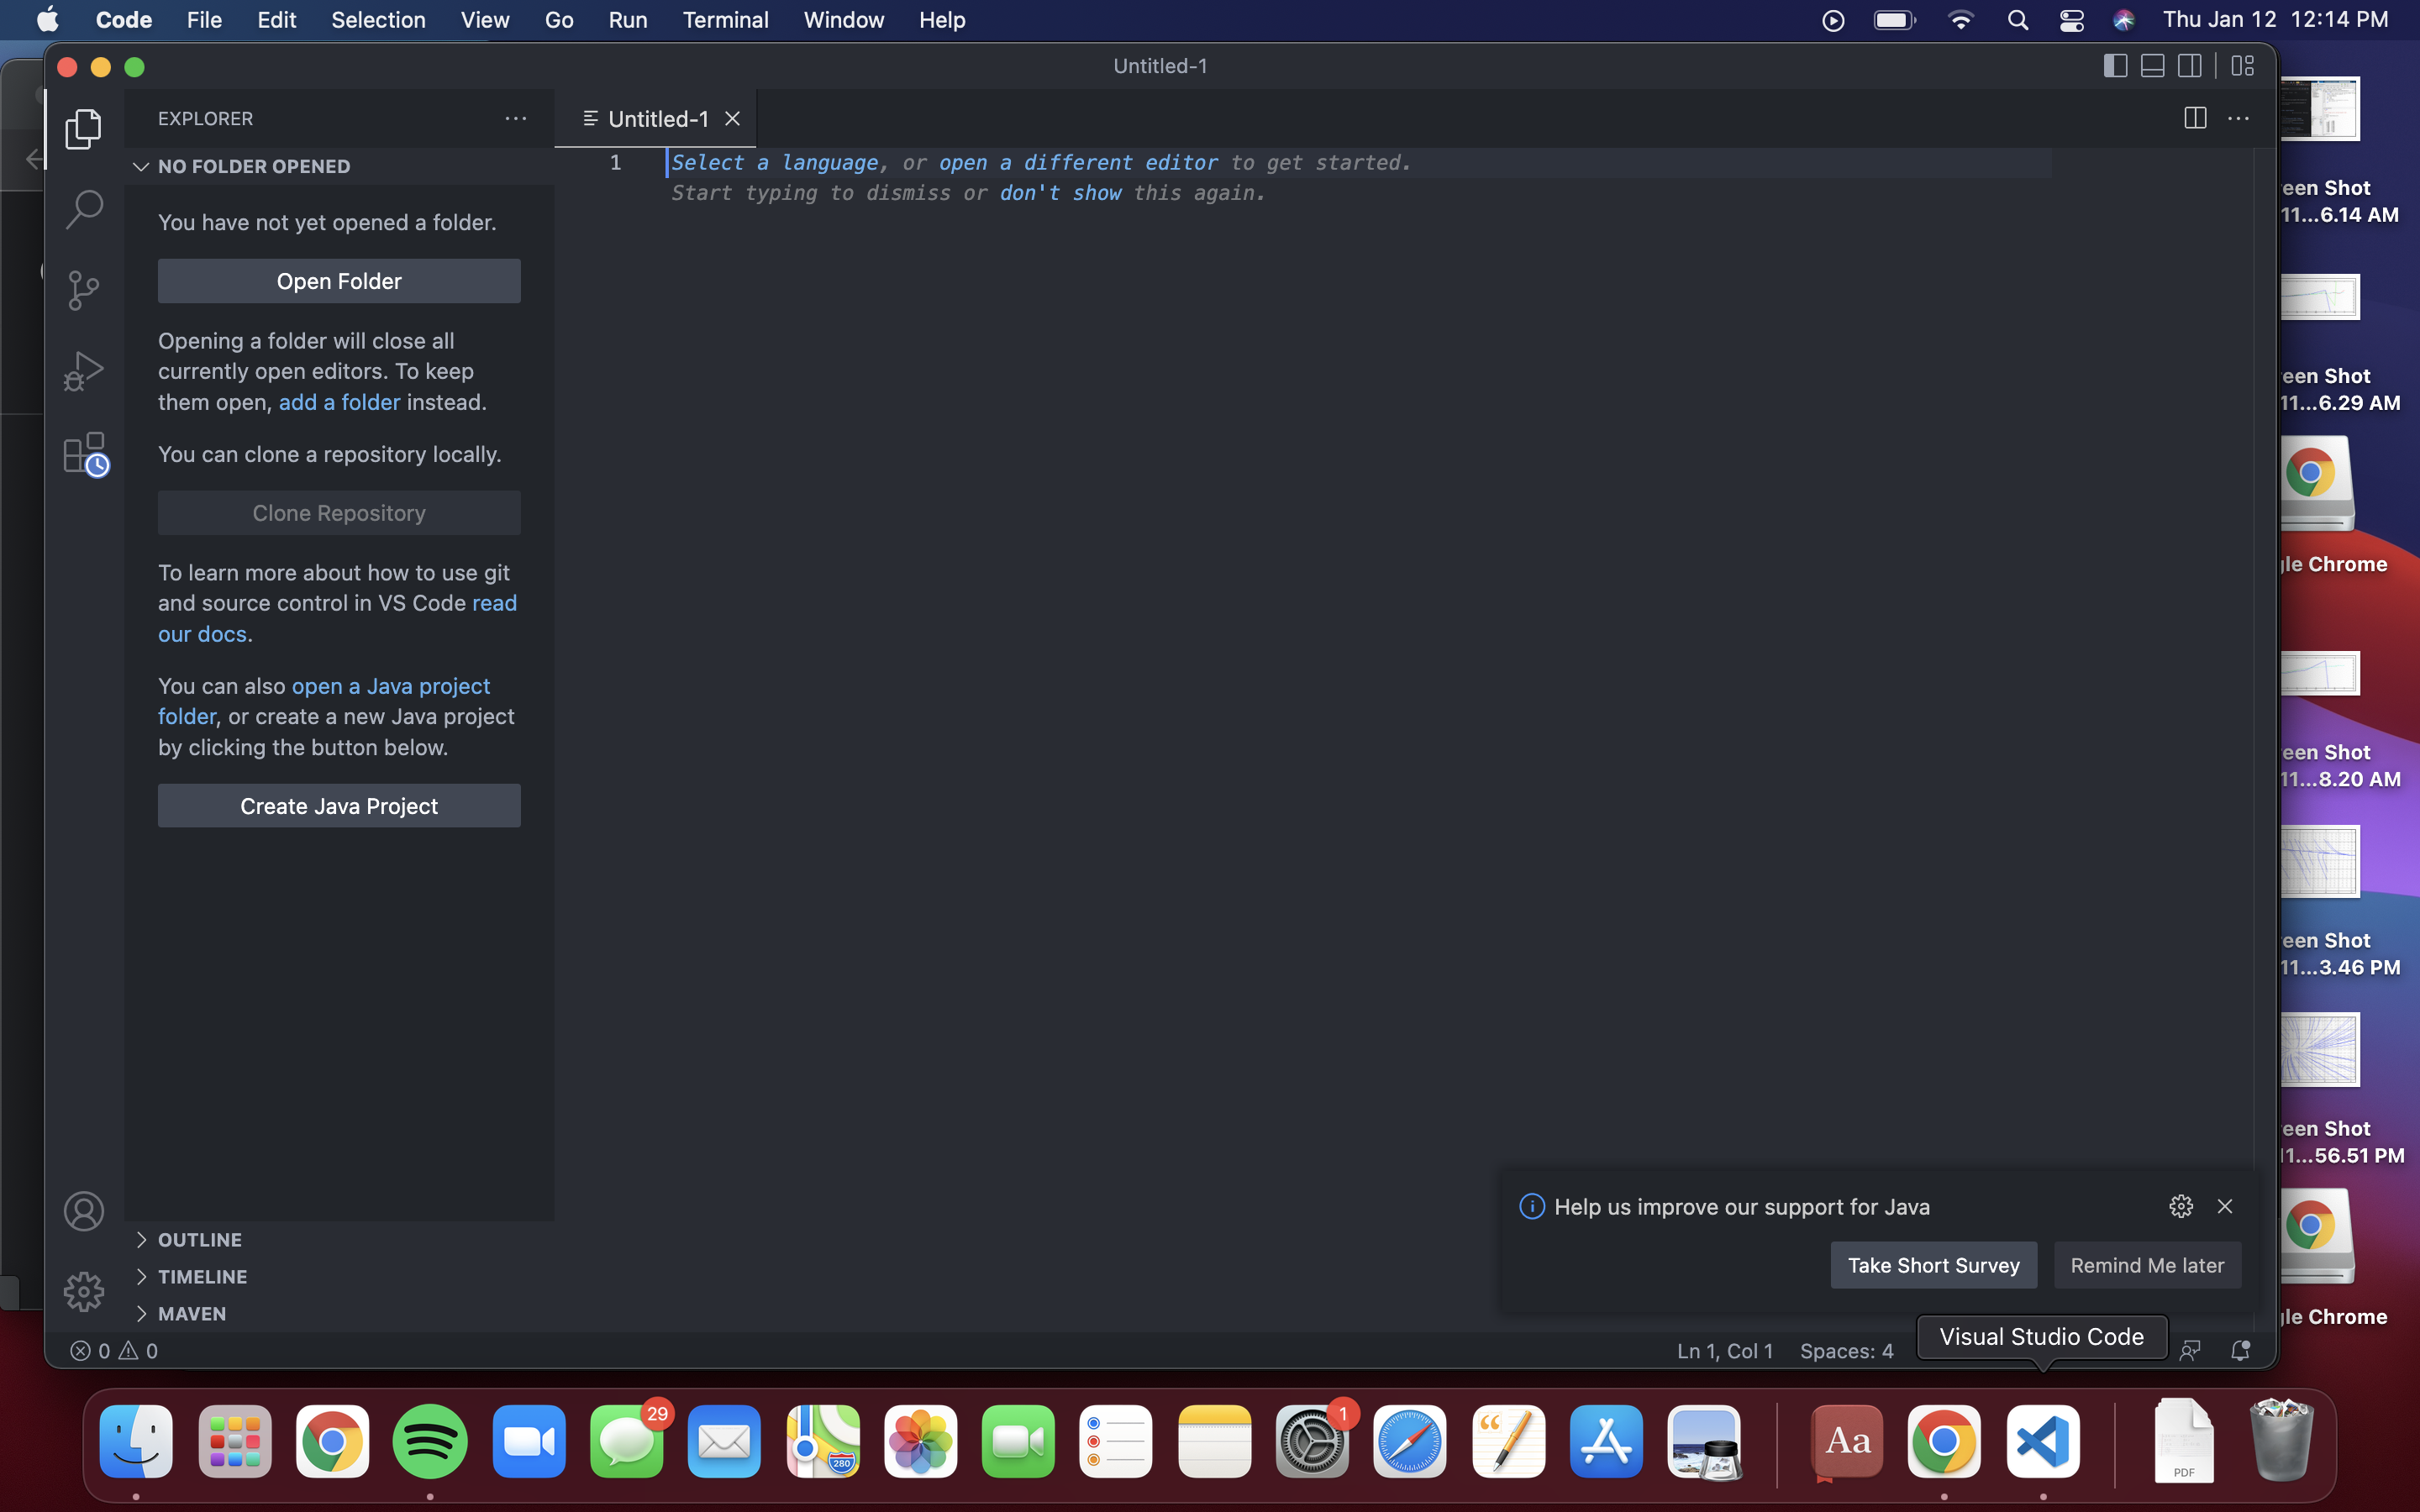 Code File Edit Selection View Go Run Terminal Window Help Thu Jan 12 12:14 PM
Untitled-1
EXPLORER
Untitled-1
NO FOLDER OPENED
1 Select a language, or open a different editor to get started.
Start typing to dismiss or don't show this again.
You have not yet opened a folder.
Open Folder
Opening a folder will close all
currently open editors. To keep
them open, add a folder instead.
You can clone a repository locally.
Clone Repository
To learn more about how to use git
and source control in VS Code read
our docs.
You can also open a Java project
folder, or create a new Java project
by clicking the button below.
Create Java Project
OUTLINE
TIMELINE
MAVEN
Help us improve our support for Java
Take Short Survey Remind Me later
0 0
Ln 1, Col 1 Spaces: 4
Visual Studio Code
een Shot
11...6.14 AM
een Shot
11...6.29 AM
gle Chrome
een Shot
11...8.20 AM
een Shot
11...3.46 PM
een Shot
11...56.51 PM
gle Chrome
29
280
1
Aa
PDF